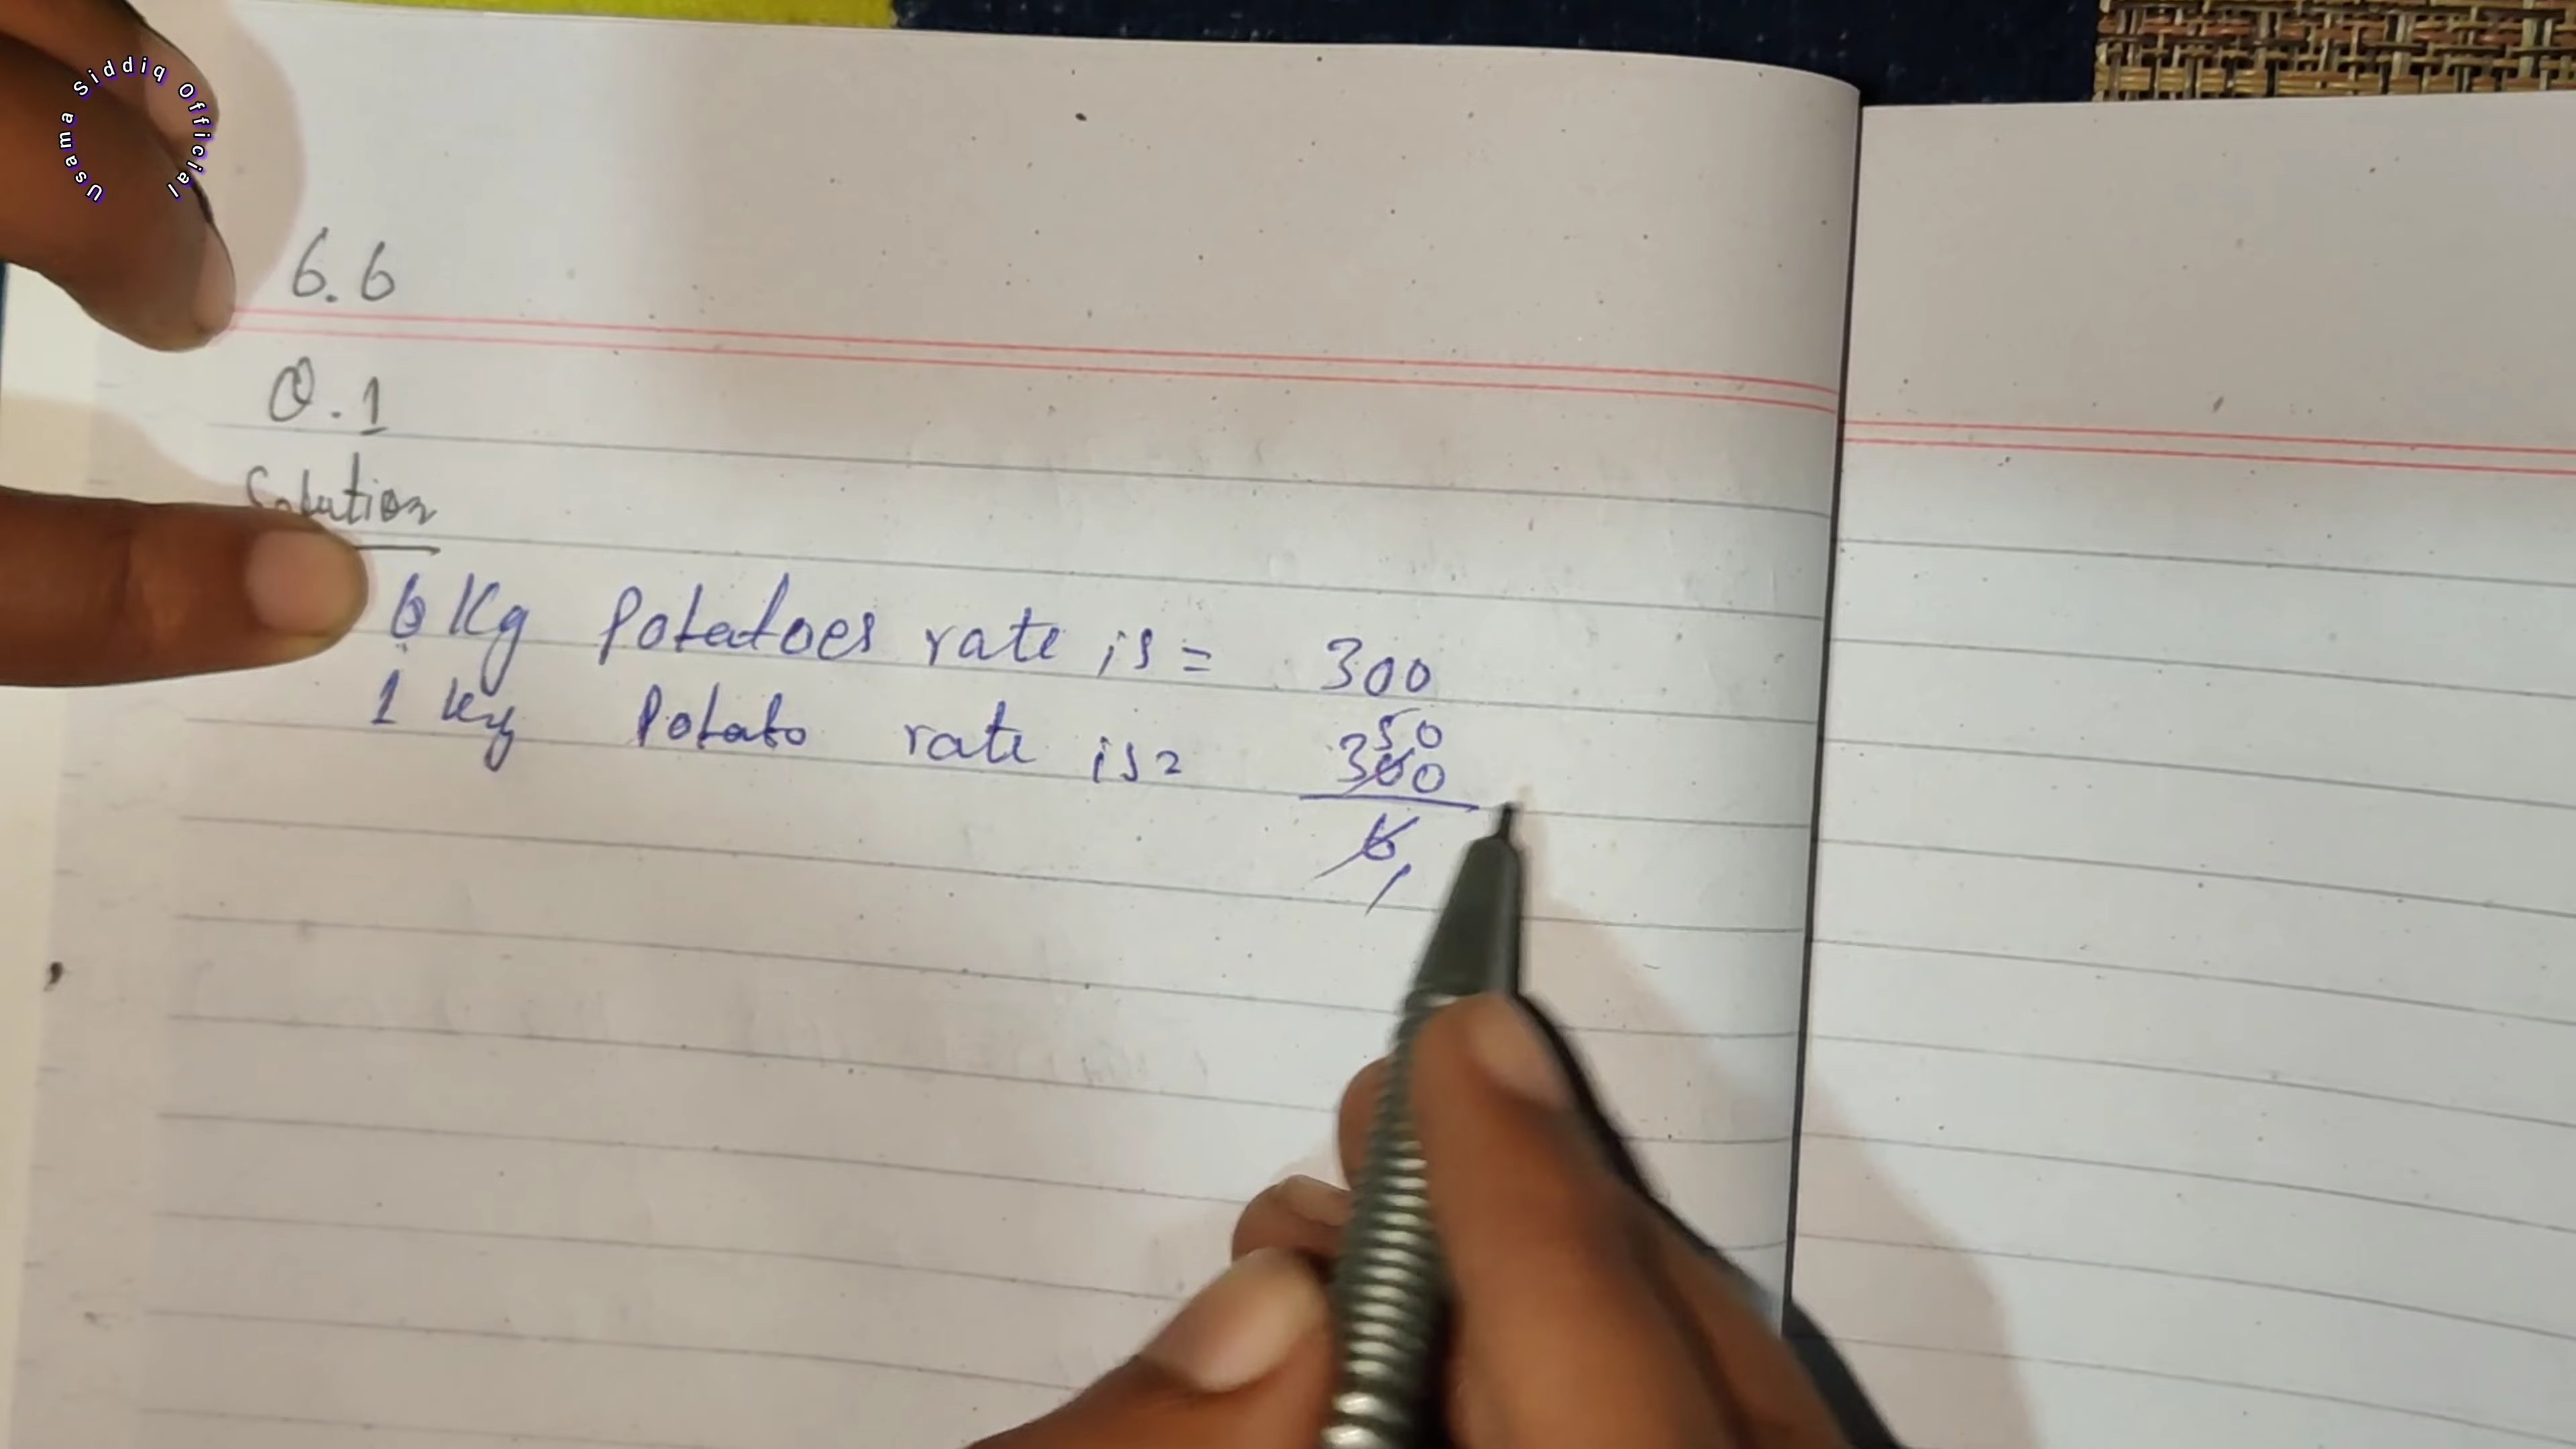 Usama Siddiq Official
6.6
Q.1
Solution
6 Kg Potatoes rate is = 300
50
1 Kg Potato rate is = 300
6
1